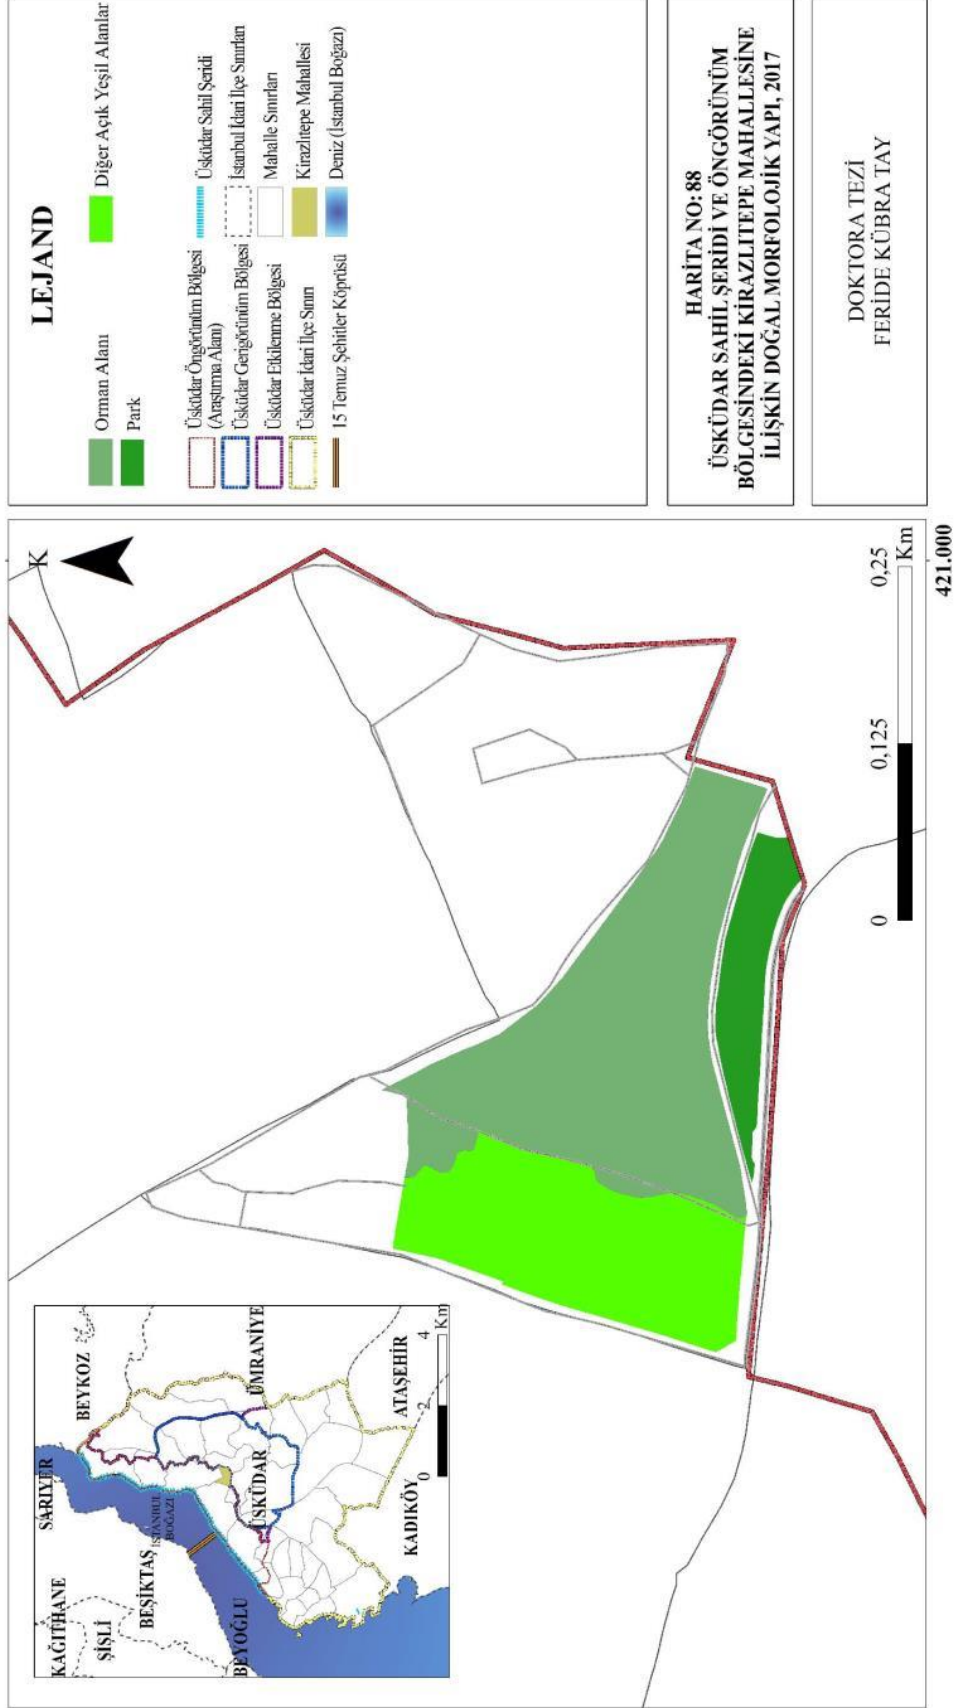 KAĞITHANE
ŞİŞLİ
SARIYER
BEŞİKTAŞ
İSTANBUL
BOĞAZI
BEYKOZ
BEYOĞLU
ÜSKÜDAR
ÜMRANİYE
KADIKÖY
ATAŞEHİR
0 2 4
Km
K
0 0,125 0,25
Km
421.000
LEJAND
Orman Alanı
Diğer Açık Yeşil Alanlar
Park
Üsküdar Öngörünüm Bölgesi
(Araştırma Alanı)
Üsküdar Sahil Şeridi
Üsküdar Gerigörünüm Bölgesi
İstanbul İdari İlçe Sınırları
Üsküdar Etkilenme Bölgesi
Mahalle Sınırları
Üsküdar İdari İlçe Sınırı
Kirazlıtepe Mahallesi
15 Temuz Şehitler Köprüsü
Deniz (İstanbul Boğazı)
HARİTA NO: 88
ÜSKÜDAR SAHİL ŞERİDİ VE ÖNGÖRÜNÜM
BÖLGESİNDEKİ KİRAZLITEPE MAHALLESİNE
İLİŞKİN DOĞAL MORFOLOJİK YAPI, 2017
DOKTORA TEZİ
FERİDE KÜBRA TAY